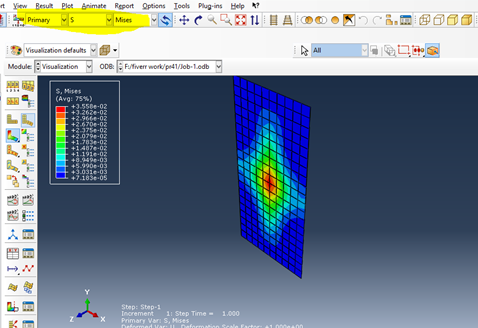 rt View Result Plot Animate Report Options Tools Plug-ins Help
Primary S Mises
Visualization defaults All
Module: Visualization ODB: F:/fiverr work/prj41/Job-1.odb
S, Mises
(Avg: 75%)
+3.558e-02
+3.262e-02
+2.966e-02
+2.670e-02
+2.375e-02
+2.079e-02
+1.783e-02
+1.487e-02
+1.191e-02
+8.949e-03
+5.990e-03
+3.031e-03
+7.183e-05
Y
Z X
Step: Step-1
Increment 1: Step Time = 1.000
Primary Var: S, Mises
Deformed Var: U Deformation Scale Factor: +1.000e+00